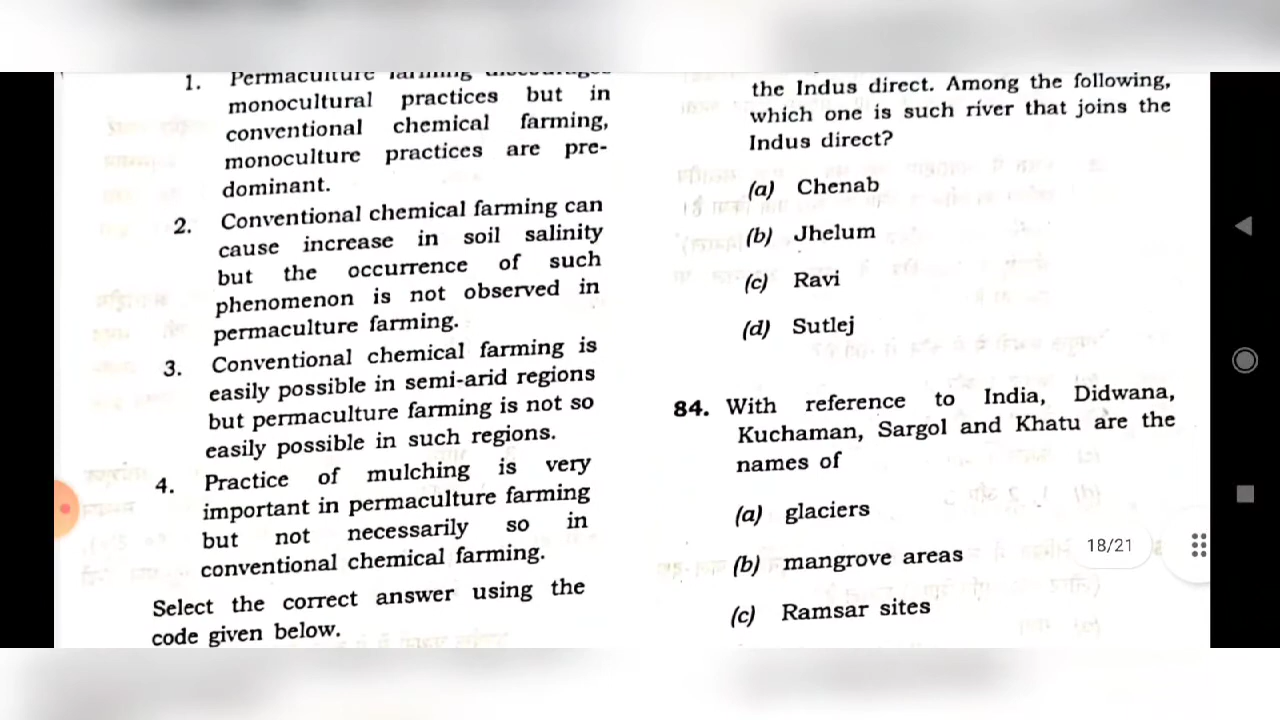 1. Permaculture farming discourages
monocultural practices but in
conventional chemical farming,
monoculture practices are pre-
dominant.
2. Conventional chemical farming can
cause increase in soil salinity
but the occurrence of such
phenomenon is not observed in
permaculture farming.
3. Conventional chemical farming is
easily possible in semi-arid regions
but permaculture farming is not so
easily possible in such regions.
4. Practice of mulching is very
important in permaculture farming
but not necessarily so in
conventional chemical farming.
Select the correct answer using the
code given below.
the Indus direct. Among the following,
which one is such river that joins the
Indus direct?
(a) Chenab
(b) Jhelum
(c) Ravi
(d) Sutlej
84. With reference to India, Didwana,
Kuchaman, Sargol and Khatu are the
names of
(a) glaciers
(b) mangrove areas
(c) Ramsar sites
18/21